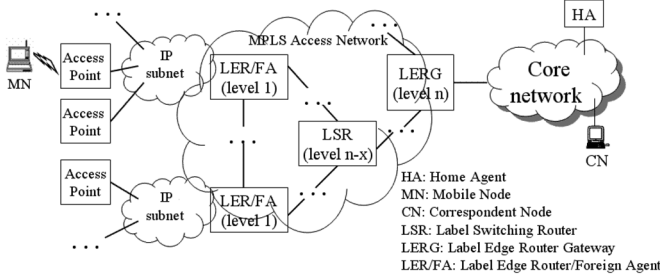 HA
MPLS Access Network
MN
Access
Point
IP
subnet
LER/FA
(level 1)
LERG
(level n)
Core
network
Access
Point
LSR
(level n-x)
CN
Access
Point
IP
subnet
LER/FA
(level 1)
HA: Home Agent
MN: Mobile Node
CN: Correspondent Node
LSR: Label Switching Router
LERG: Label Edge Router Gateway
LER/FA: Label Edge Router/Foreign Agent